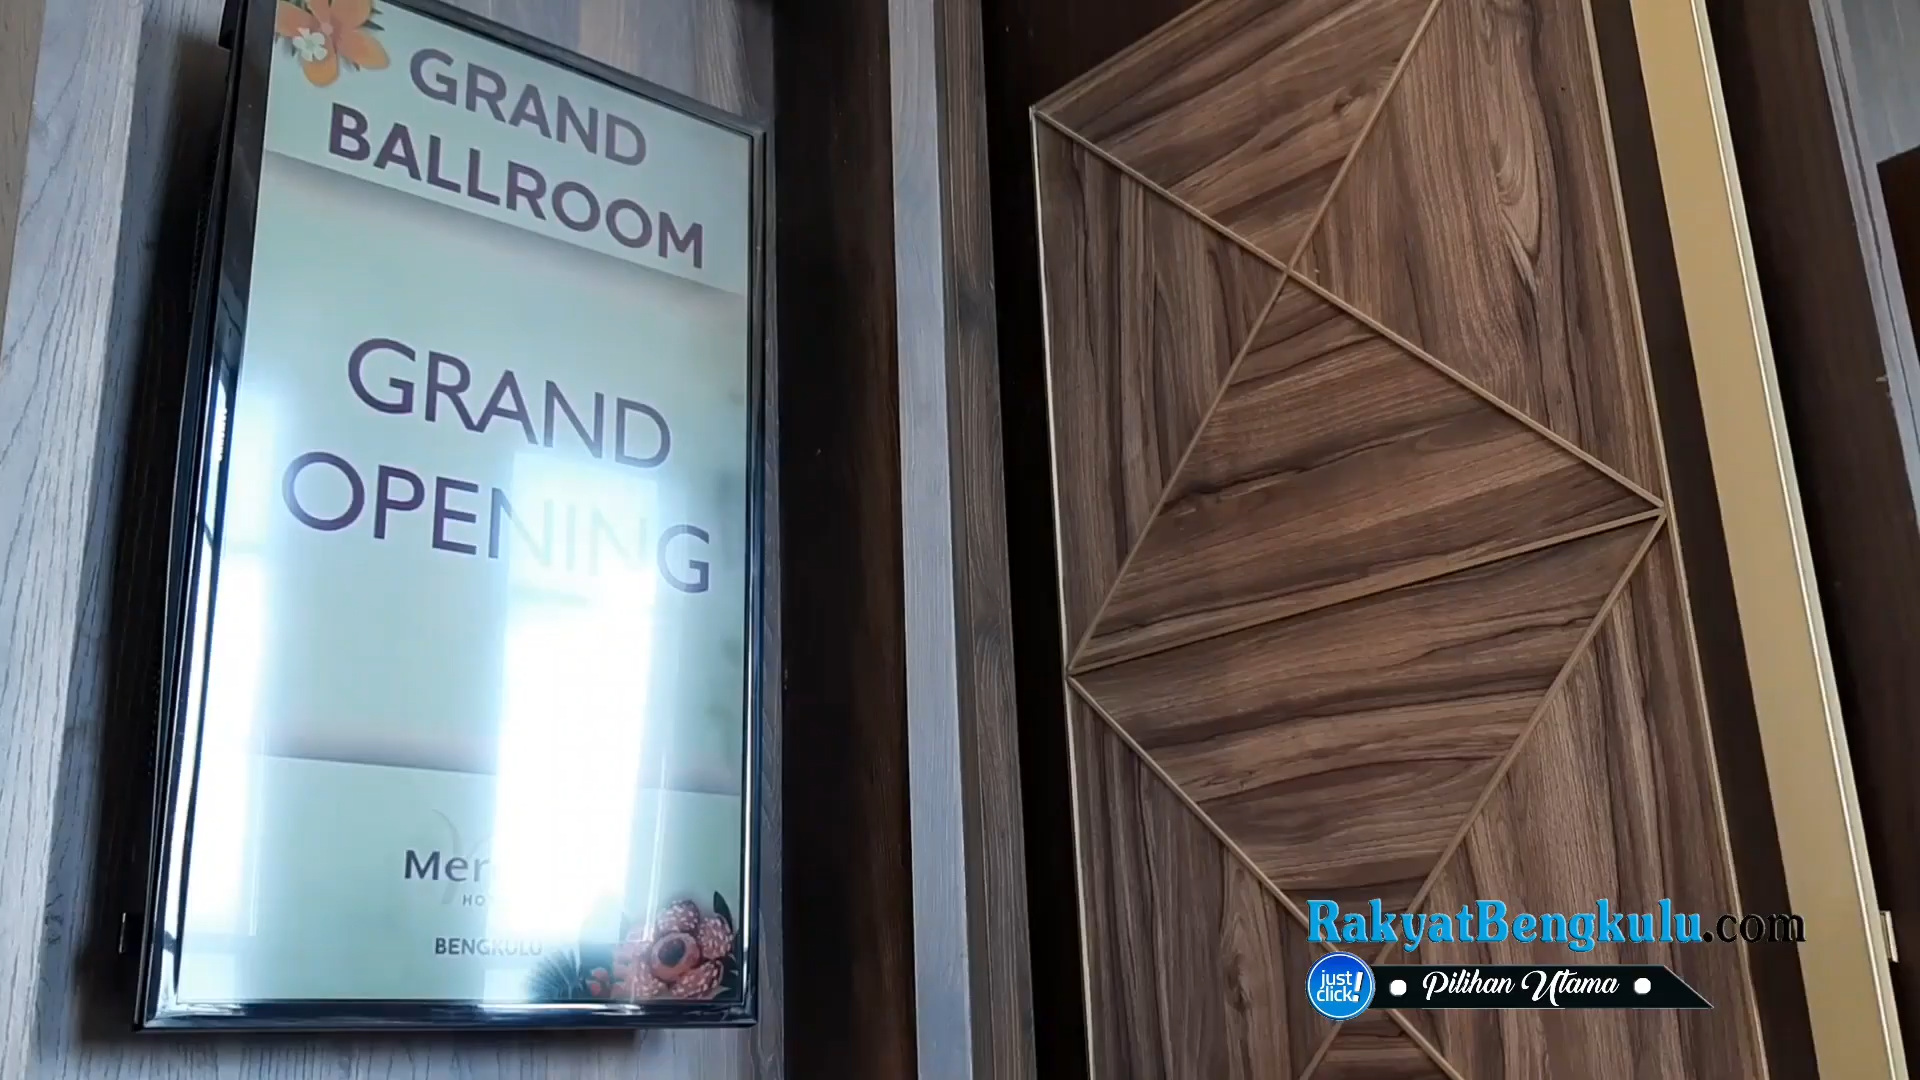 GRAND
BALLROOM
GRAND
OPENING
BENGKULU
RakyatBengkulu.com
just
click!
Pilihan Utama